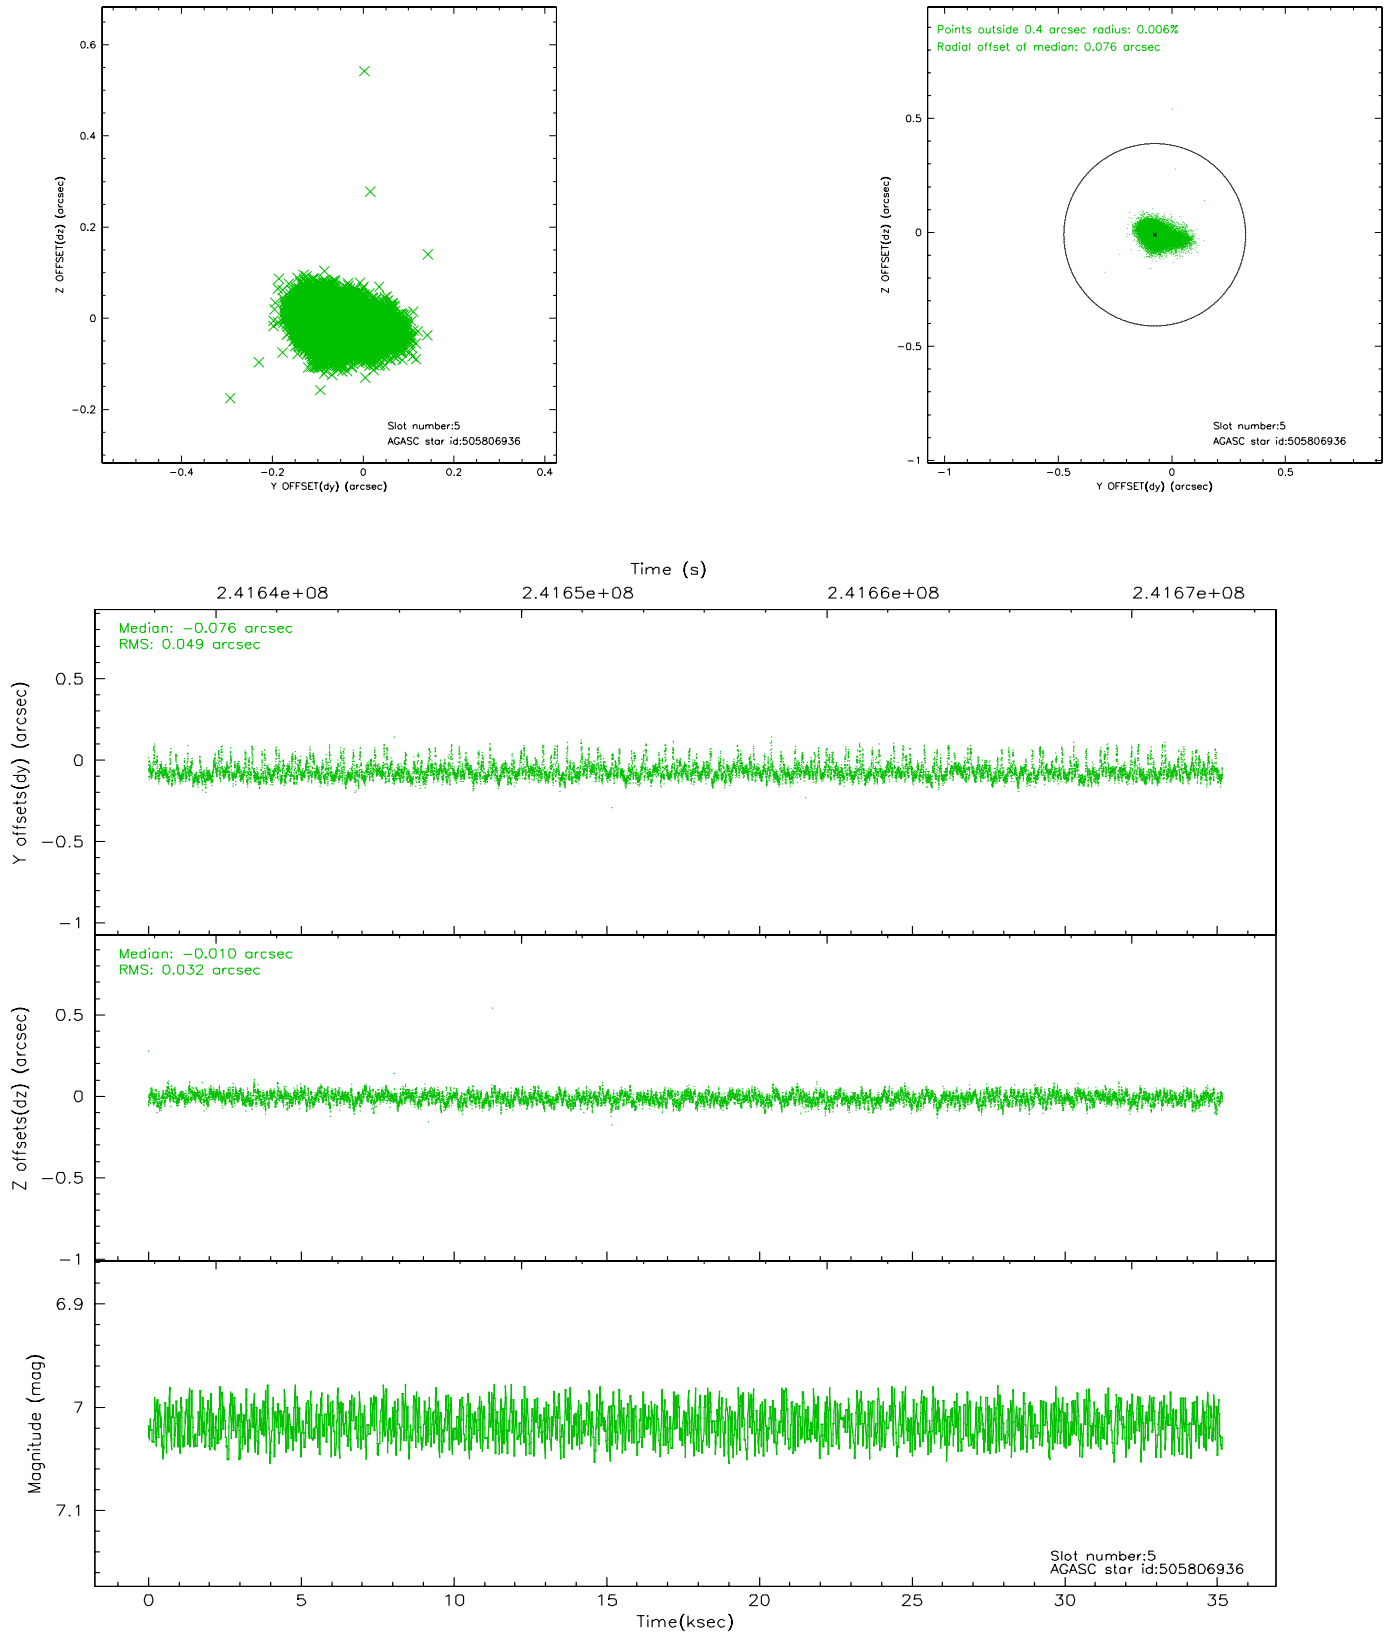 0.6
0.4
0.2
0
−0.2
Z OFFSET(dz) (arcsec)
Slot number:5
AGASC star id:505806936
−0.4 −0.2 0 0.2 0.4
Y OFFSET(dy) (arcsec)
Points outside 0.4 arcsec radius: 0.006%
Radial offset of median: 0.076 arcsec
0.5
0
−0.5
−1
Z OFFSET(dz) (arcsec)
Slot number:5
AGASC star id:505806936
−1 −0.5 0 0.5
Y OFFSET(dy) (arcsec)
Time (s)
2.4164e+08 2.4165e+08 2.4166e+08 2.4167e+08
Median: −0.076 arcsec
RMS: 0.049 arcsec
0.5
0
−0.5
−1
Y offsets(dy) (arcsec)
Median: −0.010 arcsec
RMS: 0.032 arcsec
0.5
0
−0.5
−1
Z offsets(dz) (arcsec)
6.9
7
7.1
Magnitude (mag)
Slot number:5
AGASC star id:505806936
0 5 10 15 20 25 30 35
Time(ksec)